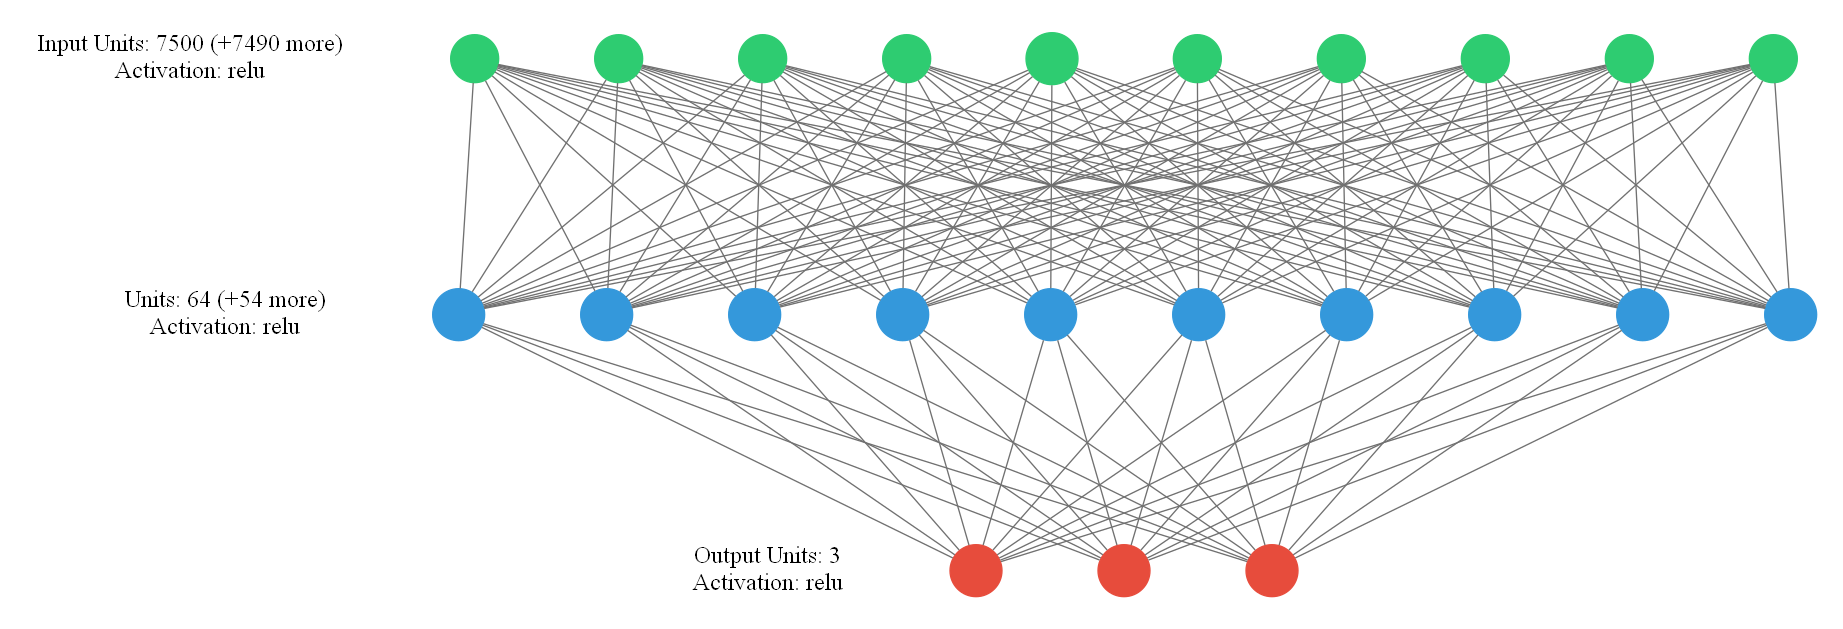 Input Units: 7500 (+7490 more)
Activation: relu
Units: 64 (+54 more)
Activation: relu
Output Units: 3
Activation: relu